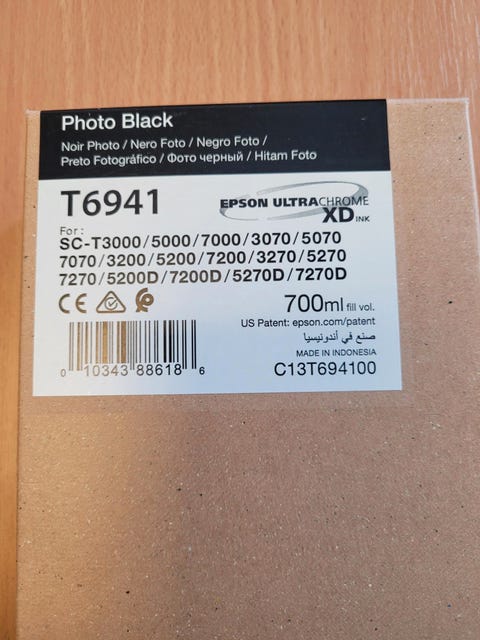 Photo Black
Noir Photo / Nero Foto / Negro Foto /
Preto Fotográfico / Фото черный / Hitam Foto
T6941
EPSON ULTRACHROME
XD INK
For :
SC-T3000/5000/7000/3070/5070
7070/3200/5200/7200/3270/5270
7270/5200D/7200D/5270D/7270D
CE
700ml fill vol.
US Patent: epson.com/patent
صنع في أندونيسيا
MADE IN INDONESIA
C13T694100
0 10343 88618 6